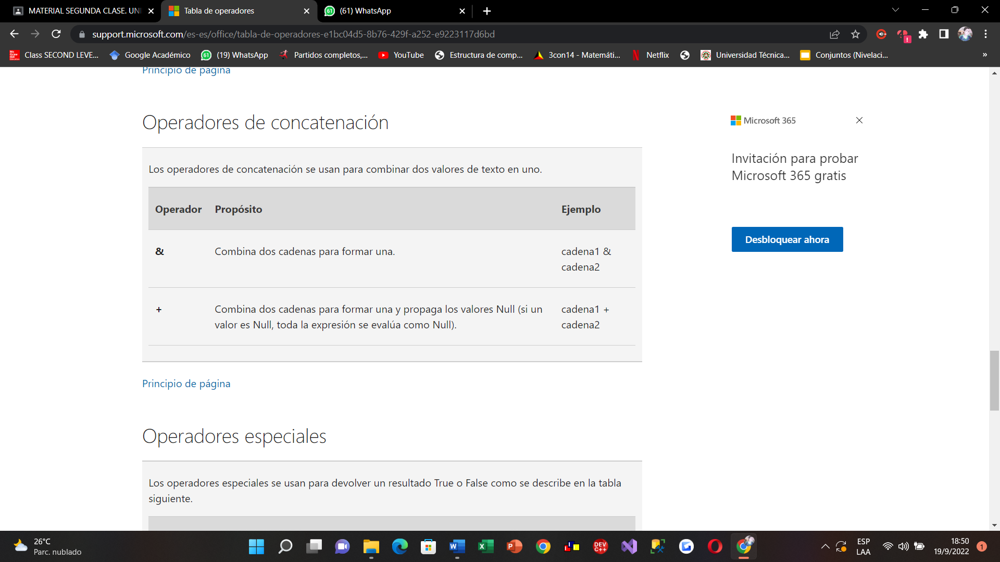 MATERIAL SEGUNDA CLASE. UNI
Tabla de operadores
(61) WhatsApp
support.microsoft.com/es-es/office/tabla-de-operadores-e1bc04d5-8b76-429f-a252-e9223117d6bd
Class SECOND LEVE...
Google Académico
(19) WhatsApp
Partidos completos,...
YouTube
Estructura de comp...
3con14 - Matemáti...
Netflix
Universidad Técnica...
Conjuntos (Nivelaci...
»
Principio de página
Operadores de concatenación
Los operadores de concatenación se usan para combinar dos valores de texto en uno.
Operador Propósito Ejemplo
& Combina dos cadenas para formar una. cadena1 &
cadena2
+ Combina dos cadenas para formar una y propaga los valores Null (si un cadena1 +
valor es Null, toda la expresión se evalúa como Null). cadena2
Principio de página
Operadores especiales
Los operadores especiales se usan para devolver un resultado True o False como se describe en la tabla
siguiente.
Microsoft 365
Invitación para probar
Microsoft 365 gratis
Desbloquear ahora
26°C
Parc. nublado
DEV
C++
ESP
LAA
18:50
19/9/2022
1